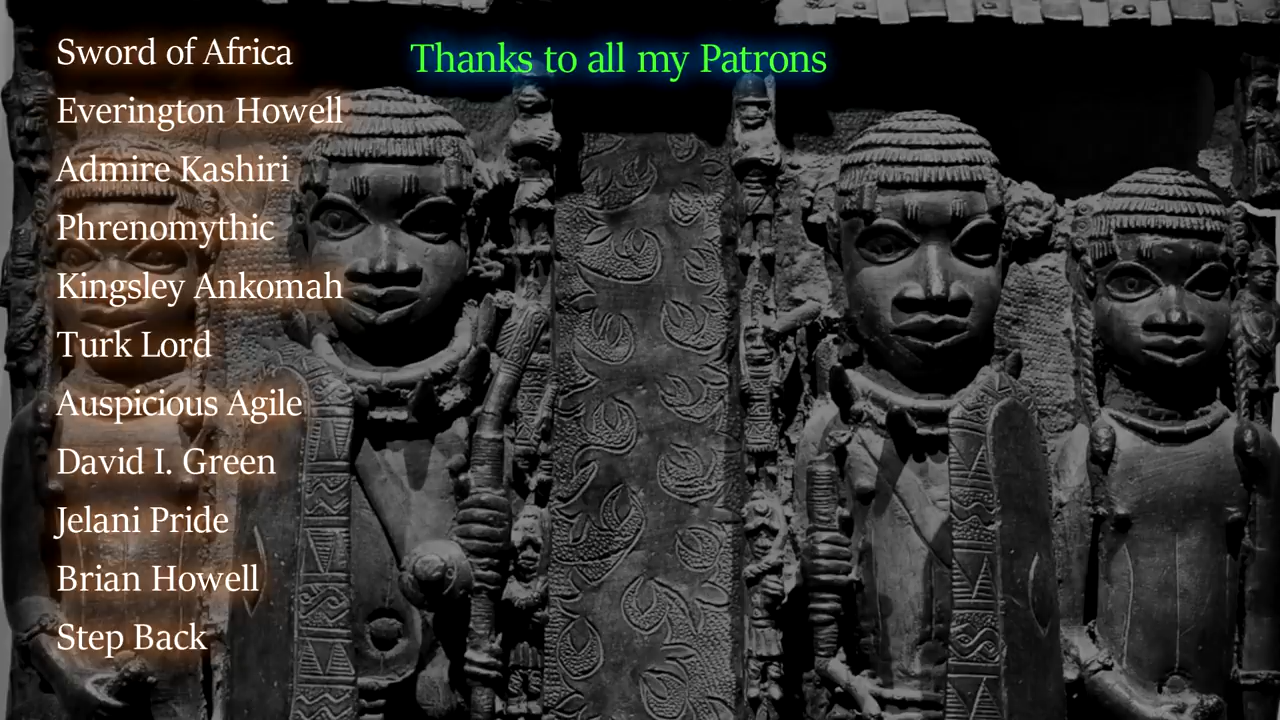 Thanks to all my Patrons
Sword of Africa
Everington Howell
Admire Kashiri
Phrenomythic
Kingsley Ankomah
Turk Lord
Auspicious Agile
David I. Green
Jelani Pride
Brian Howell
Step Back